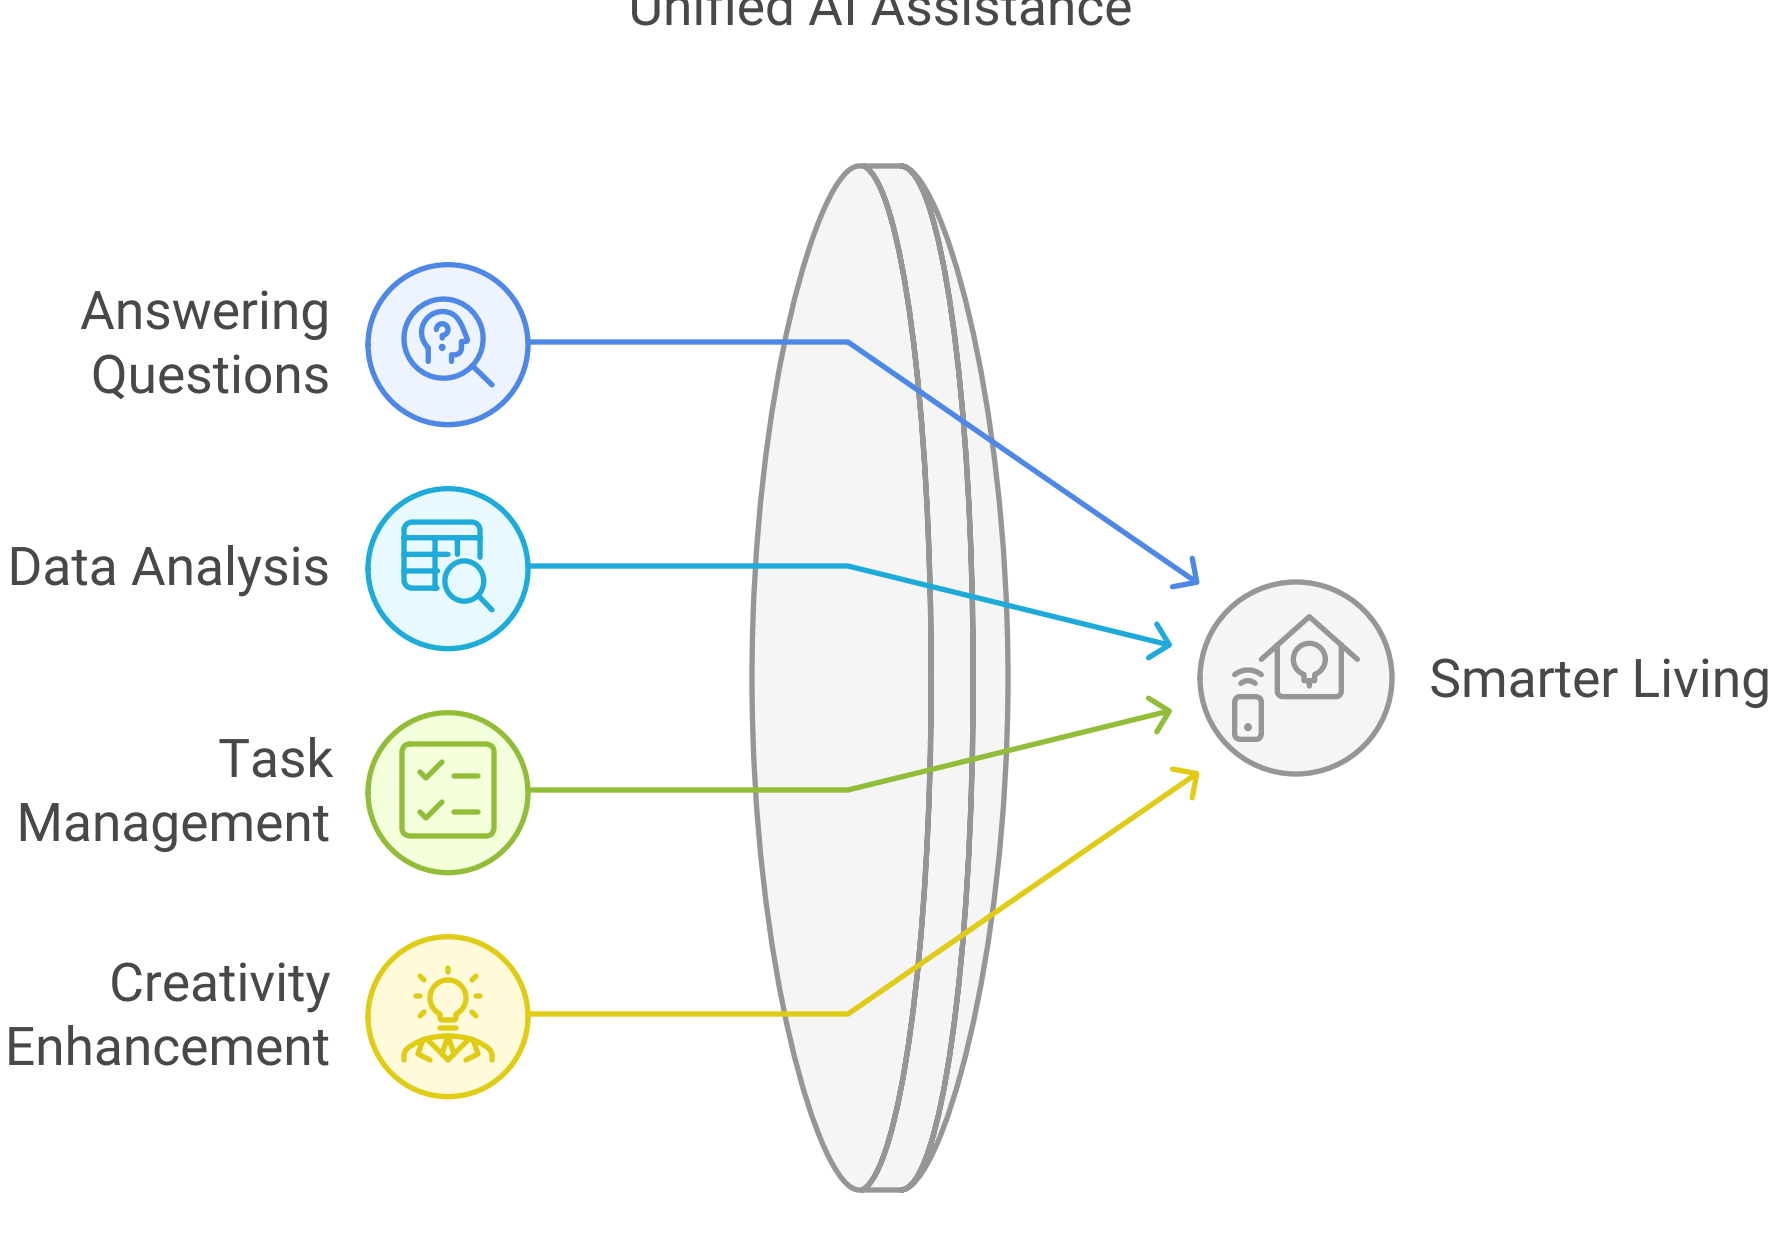 Unified AI Assistance
Answering
Questions
Data Analysis
Task
Management
Creativity
Enhancement
Smarter Living